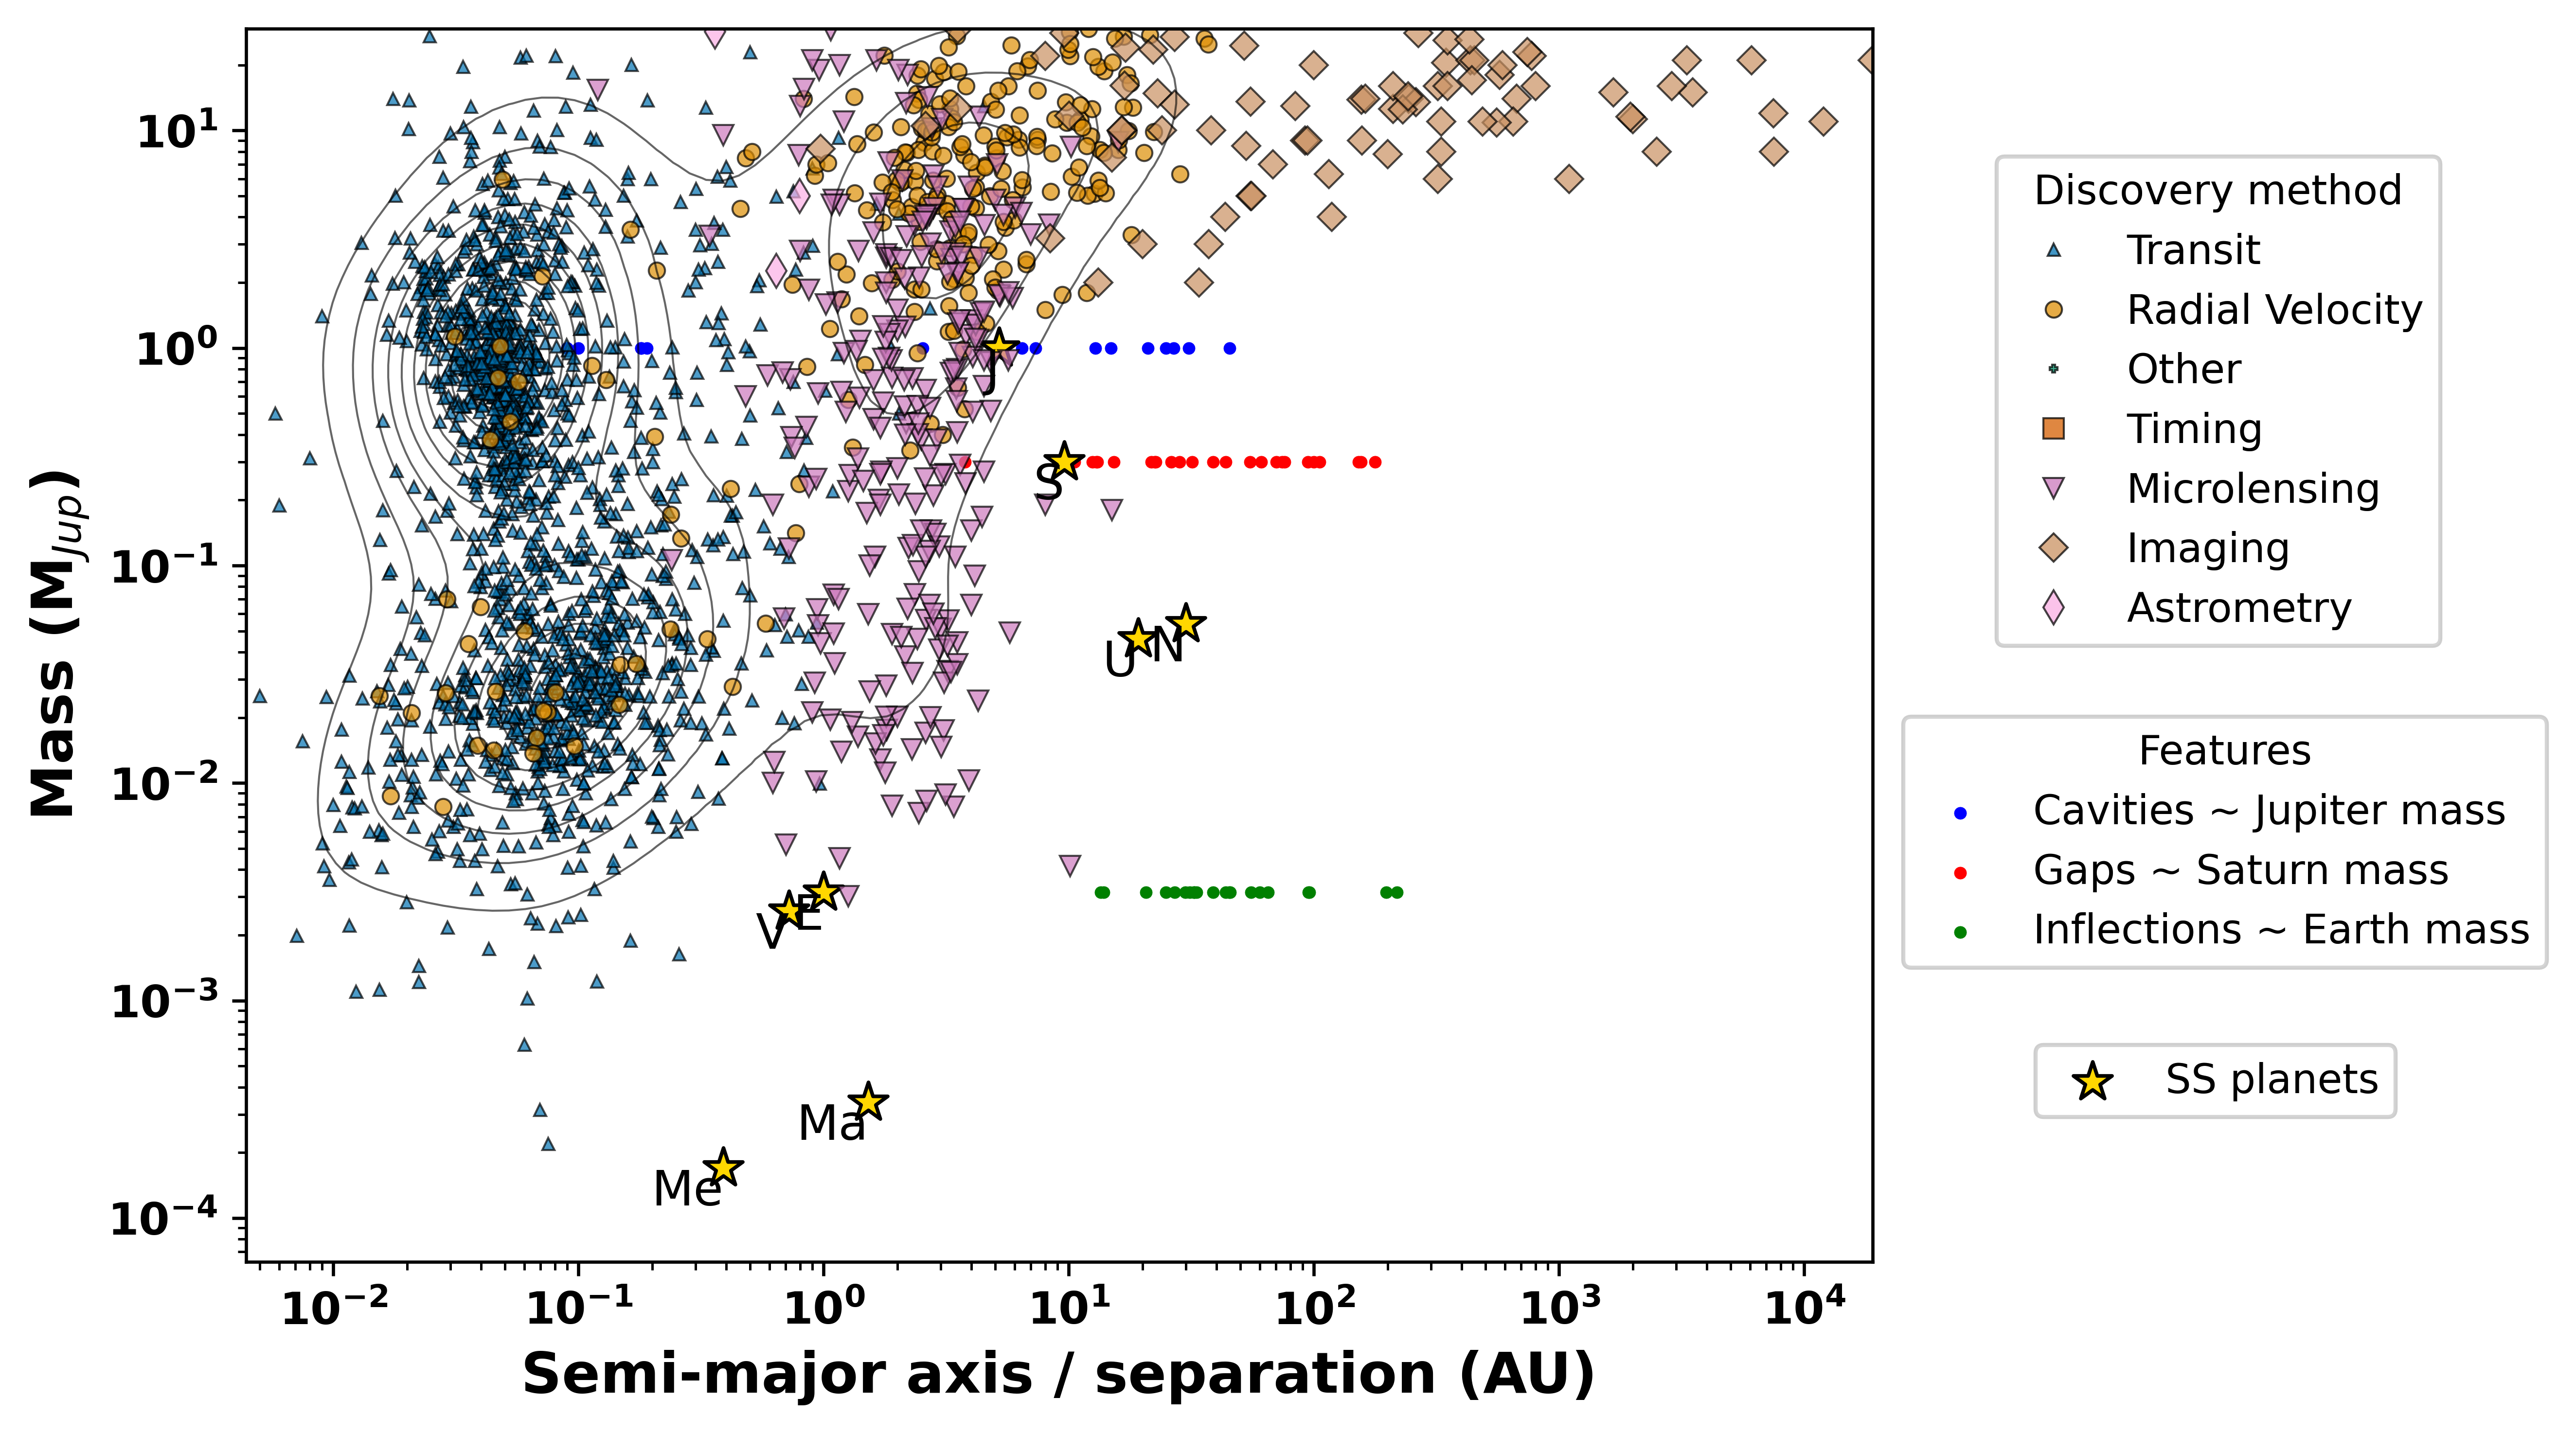 10¹
10⁰
10⁻¹
10⁻²
10⁻³
10⁻⁴
Mass (M_Jup)
J
S
U
N
V
E
Ma
Me
10⁻²
10⁻¹
10⁰
10¹
10²
10³
10⁴
Semi-major axis / separation (AU)
Discovery method
Transit
Radial Velocity
Other
Timing
Microlensing
Imaging
Astrometry
Features
Cavities ~ Jupiter mass
Gaps ~ Saturn mass
Inflections ~ Earth mass
SS planets